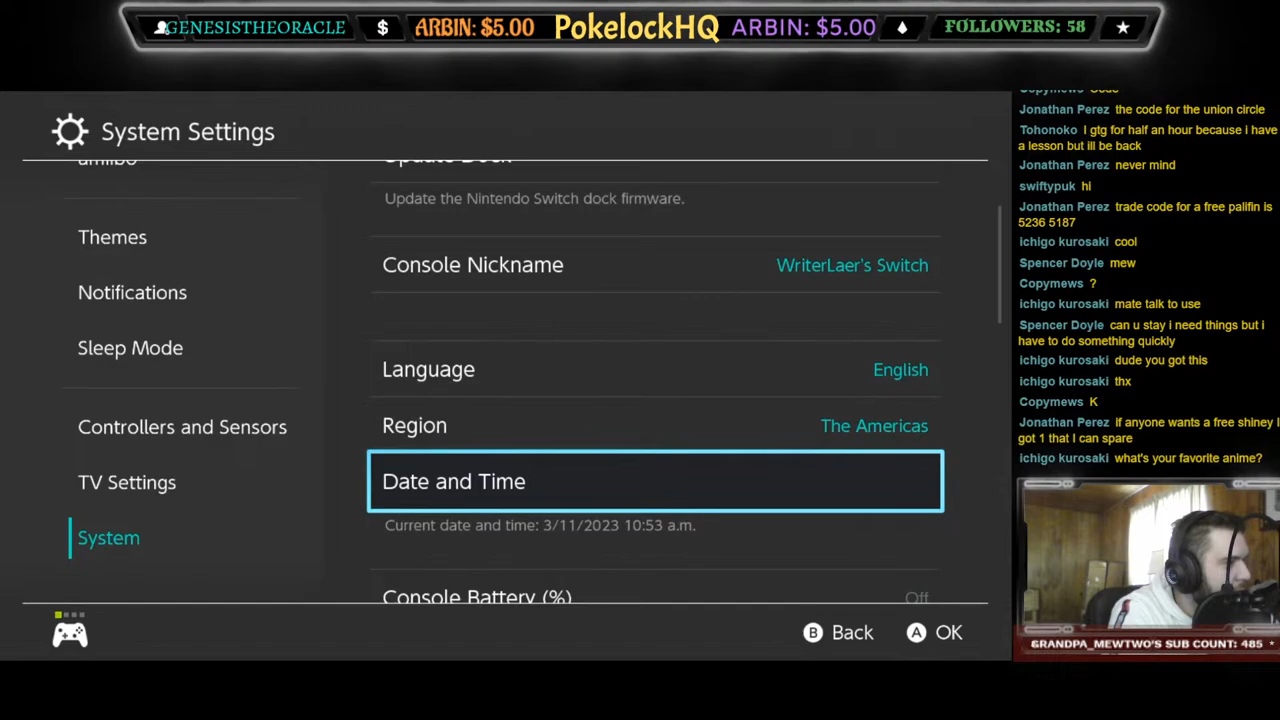 GENESISTHEORACLE $ ARBIN: $5.00 PokelockHQ ARBIN: $5.00 FOLLOWERS: 58
System Settings
amiibo
Themes
Notifications
Sleep Mode
Controllers and Sensors
TV Settings
System
Update Dock
Update the Nintendo Switch dock firmware.
Console Nickname WriterLaer's Switch
Language English
Region The Americas
Date and Time
Current date and time: 3/11/2023 10:53 a.m.
Console Battery (%) Off
B Back A OK
Copymews Code
Jonathan Perez the code for the union circle
Tohonoko I gtg for half an hour because i have
a lesson but ill be back
Jonathan Perez never mind
swiftypuk hi
Jonathan Perez trade code for a free palifin is
5236 5187
ichigo kurosaki cool
Spencer Doyle mew
Copymews ?
ichigo kurosaki mate talk to use
Spencer Doyle can u stay i need things but i
have to do something quickly
ichigo kurosaki dude you got this
ichigo kurosaki thx
Copymews K
Jonathan Perez if anyone wants a free shiney I
got 1 that I can spare
ichigo kurosaki what's your favorite anime?
GRANDPA_MEWTWO'S SUB COUNT: 485 *